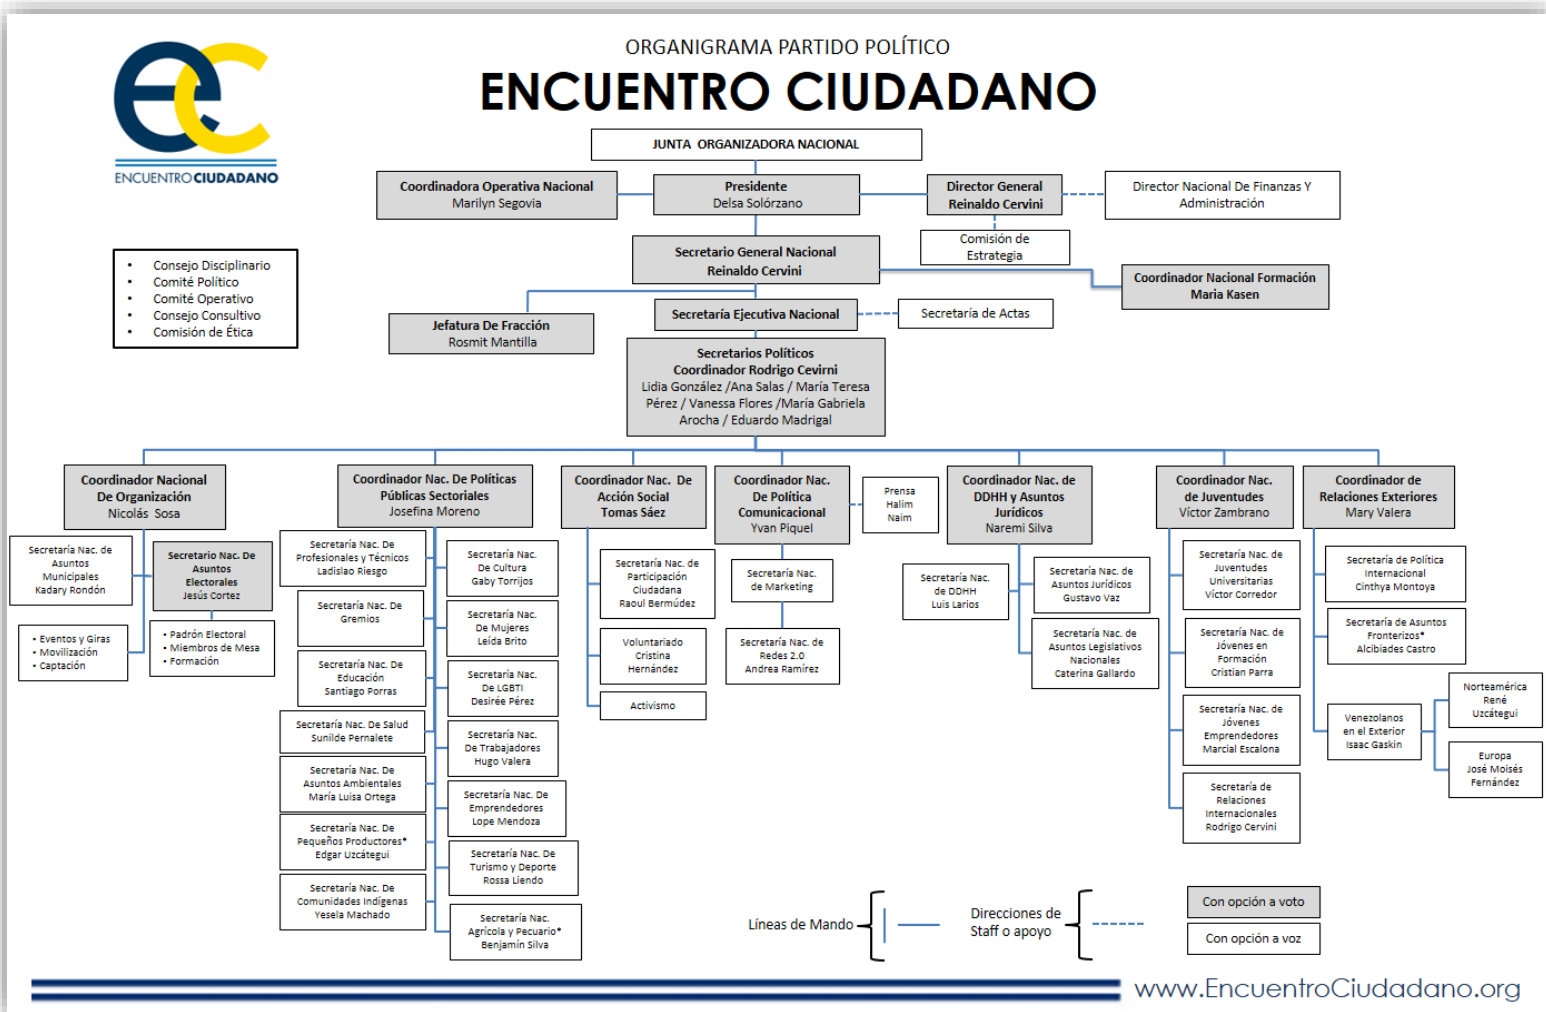 ORGANIGRAMA PARTIDO POLÍTICO
ENCUENTRO CIUDADANO
ec
ENCUENTRO CIUDADANO
JUNTA ORGANIZADORA NACIONAL
Coordinadora Operativa Nacional
Marilyn Segovia
Presidente
Delsa Solórzano
Director General
Reinaldo Cervini
Director Nacional De Finanzas Y
Administración
Comisión de
Estrategia
Secretario General Nacional
Reinaldo Cervini
Coordinador Nacional Formación
Maria Kasen
• Consejo Disciplinario
• Comité Político
• Comité Operativo
• Consejo Consultivo
• Comisión de Ética
Jefatura De Fracción
Rosmit Mantilla
Secretaría Ejecutiva Nacional
Secretaría de Actas
Secretarios Políticos
Coordinador Rodrigo Cevirni
Lidia González /Ana Salas / María Teresa
Pérez / Vanessa Flores /María Gabriela
Arocha / Eduardo Madrigal
Coordinador Nacional
De Organización
Nicolás Sosa
Secretaría Nac. de
Asuntos
Municipales
Kadary Rondón
Secretario Nac. De
Asuntos
Electorales
Jesús Cortez
• Eventos y Giras
• Movilización
• Captación
• Padrón Electoral
• Miembros de Mesa
• Formación
Coordinador Nac. De Políticas
Públicas Sectoriales
Josefina Moreno
Secretaría Nac. De
Profesionales y Técnicos
Ladislao Riesgo
Secretaría Nac. De
Gremios
Secretaría Nac. De
Educación
Santiago Porras
Secretaría Nac. De Salud
Sunilde Pernalete
Secretaría Nac. De
Asuntos Ambientales
María Luisa Ortega
Secretaría Nac. De
Pequeños Productores*
Edgar Uzcátegui
Secretaría Nac. De
Comunidades Indígenas
Yesela Machado
Secretaría Nac.
De Cultura
Gaby Torrijos
Secretaría Nac.
De Mujeres
Leída Brito
Secretaría Nac.
De LGBTI
Desirée Pérez
Secretaría Nac.
De Trabajadores
Hugo Valera
Secretaría Nac. De
Emprendedores
Lope Mendoza
Secretaría Nac. De
Turismo y Deporte
Rossa Liendo
Secretaría Nac.
Agrícola y Pecuario*
Benjamín Silva
Coordinador Nac. De
Acción Social
Tomas Sáez
Secretaría Nac. de
Participación
Ciudadana
Raoul Bermúdez
Voluntariado
Cristina
Hernández
Activismo
Coordinador Nac.
De Política
Comunicacional
Yvan Piquel
Prensa
Halim
Naim
Secretaría Nac.
de Marketing
Secretaría Nac. de
Redes 2.0
Andrea Ramírez
Coordinador Nac. de
DDHH y Asuntos
Jurídicos
Naremi Silva
Secretaría Nac.
de DDHH
Luis Larios
Secretaría Nac. de
Asuntos Jurídicos
Gustavo Vaz
Secretaría Nac. de
Asuntos Legislativos
Nacionales
Caterina Gallardo
Coordinador Nac.
de Juventudes
Víctor Zambrano
Secretaría Nac. de
Juventudes
Universitarias
Víctor Corredor
Secretaría Nac. de
Jóvenes en
Formación
Cristian Parra
Secretaría Nac. de
Jóvenes
Emprendedores
Marcial Escalona
Secretaría de
Relaciones
Internacionales
Rodrigo Cervini
Coordinador de
Relaciones Exteriores
Mary Valera
Secretaría de Política
Internacional
Cinthya Montoya
Secretaría de Asuntos
Fronterizos*
Alcibiades Castro
Venezolanos
en el Exterior
Isaac Gaskin
Norteamérica
René
Uzcátegui
Europa
José Moisés
Fernández
Líneas de Mando
Direcciones de
Staff o apoyo
Con opción a voto
Con opción a voz
www.EncuentroCiudadano.org